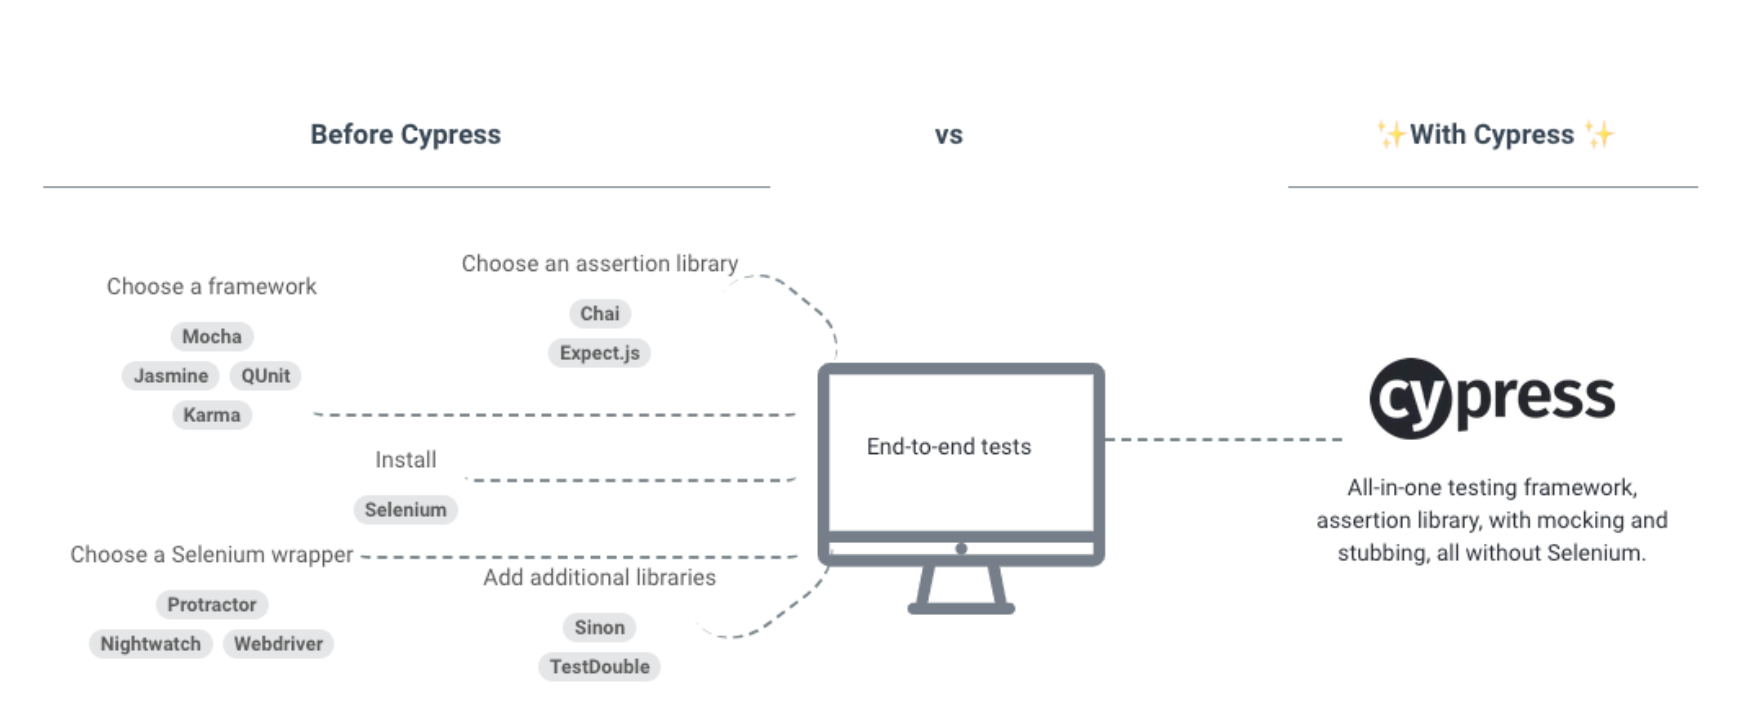 Before Cypress
vs
✨With Cypress ✨
Choose a framework
Mocha
Jasmine QUnit
Karma
Choose an assertion library
Chai
Expect.js
Install
Selenium
Choose a Selenium wrapper
Protractor
Nightwatch Webdriver
Add additional libraries
Sinon
TestDouble
End-to-end tests
cypress
All-in-one testing framework,
assertion library, with mocking and
stubbing, all without Selenium.